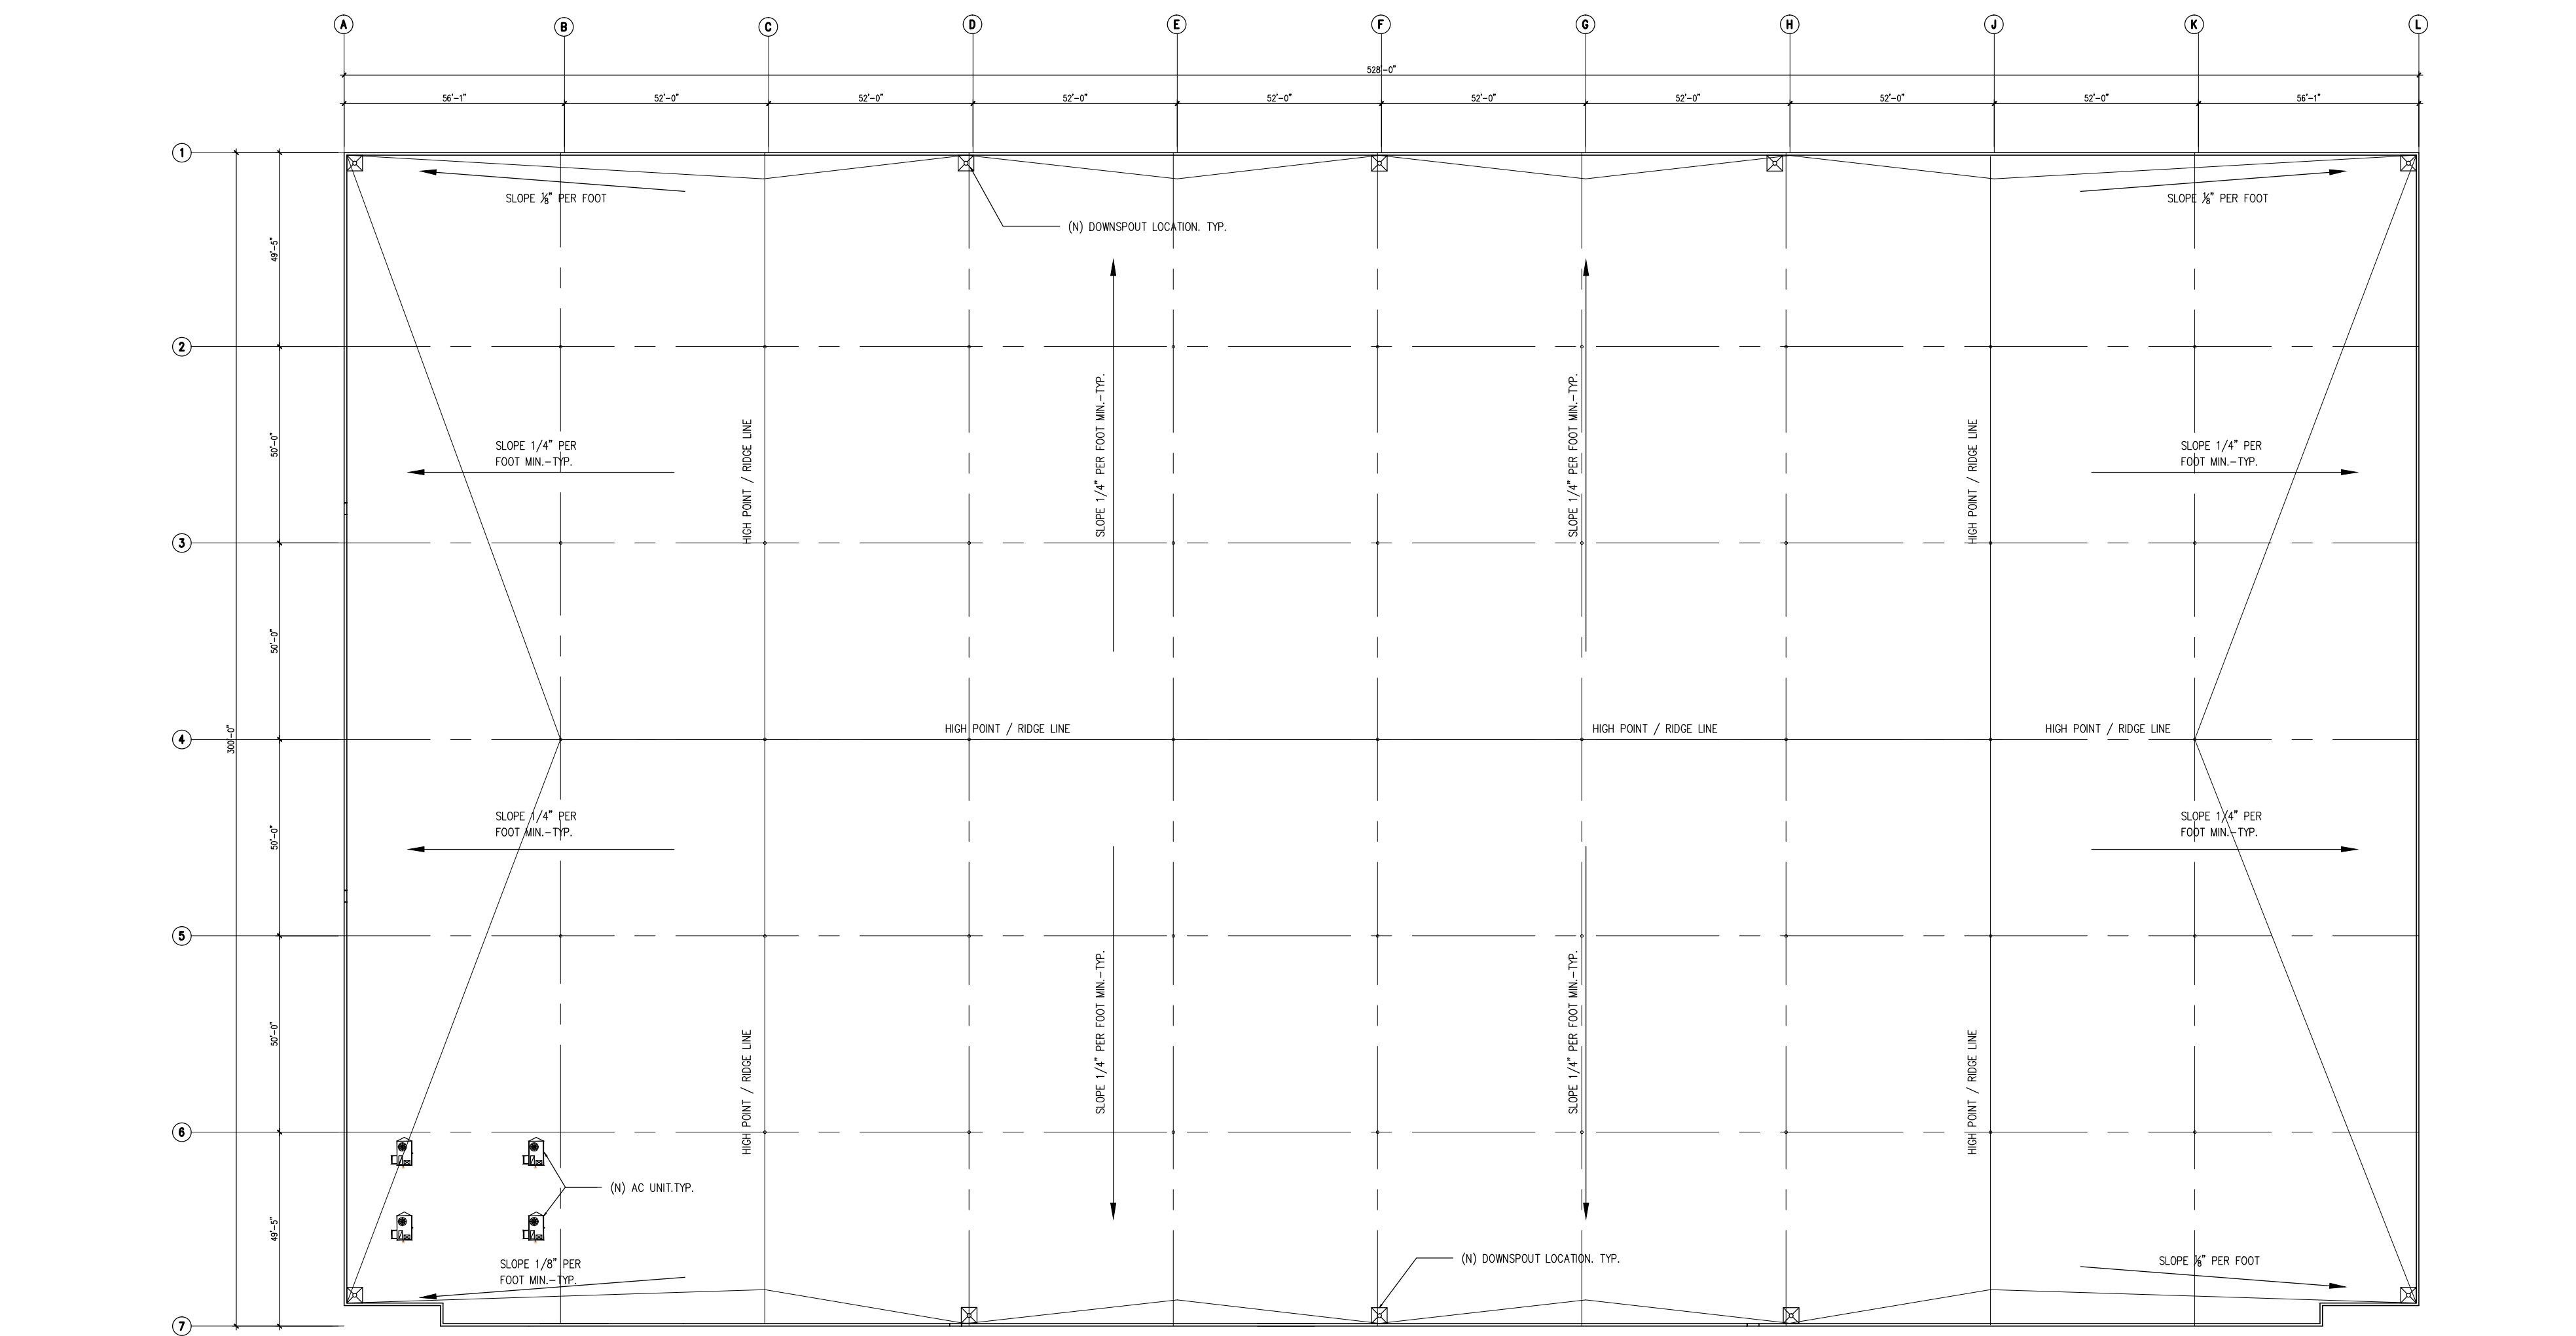 A B C D E F G H J K L
528'-0"
56'-1" 52'-0" 52'-0" 52'-0" 52'-0" 52'-0" 52'-0" 52'-0" 52'-0" 56'-1"
1
SLOPE ⅛" PER FOOT
SLOPE ⅛" PER FOOT
(N) DOWNSPOUT LOCATION. TYP.
49'-5"
2
SLOPE 1/4" PER FOOT MIN.-TYP.
SLOPE 1/4" PER FOOT MIN.-TYP.
HIGH POINT / RIDGE LINE
HIGH POINT / RIDGE LINE
50'-0"
SLOPE 1/4" PER
FOOT MIN.-TYP.
SLOPE 1/4" PER
FOOT MIN.-TYP.
3
50'-0"
HIGH POINT / RIDGE LINE
HIGH POINT / RIDGE LINE
HIGH POINT / RIDGE LINE
4
300'-0"
SLOPE 1/4" PER
FOOT MIN.-TYP.
SLOPE 1/4" PER
FOOT MIN.-TYP.
50'-0"
5
SLOPE 1/4" PER FOOT MIN.-TYP.
SLOPE 1/4" PER FOOT MIN.-TYP.
50'-0"
HIGH POINT / RIDGE LINE
HIGH POINT / RIDGE LINE
6
(N) AC UNIT.TYP.
49'-5"
SLOPE 1/8" PER
FOOT MIN.-TYP.
(N) DOWNSPOUT LOCATION. TYP.
SLOPE ⅛" PER FOOT
7